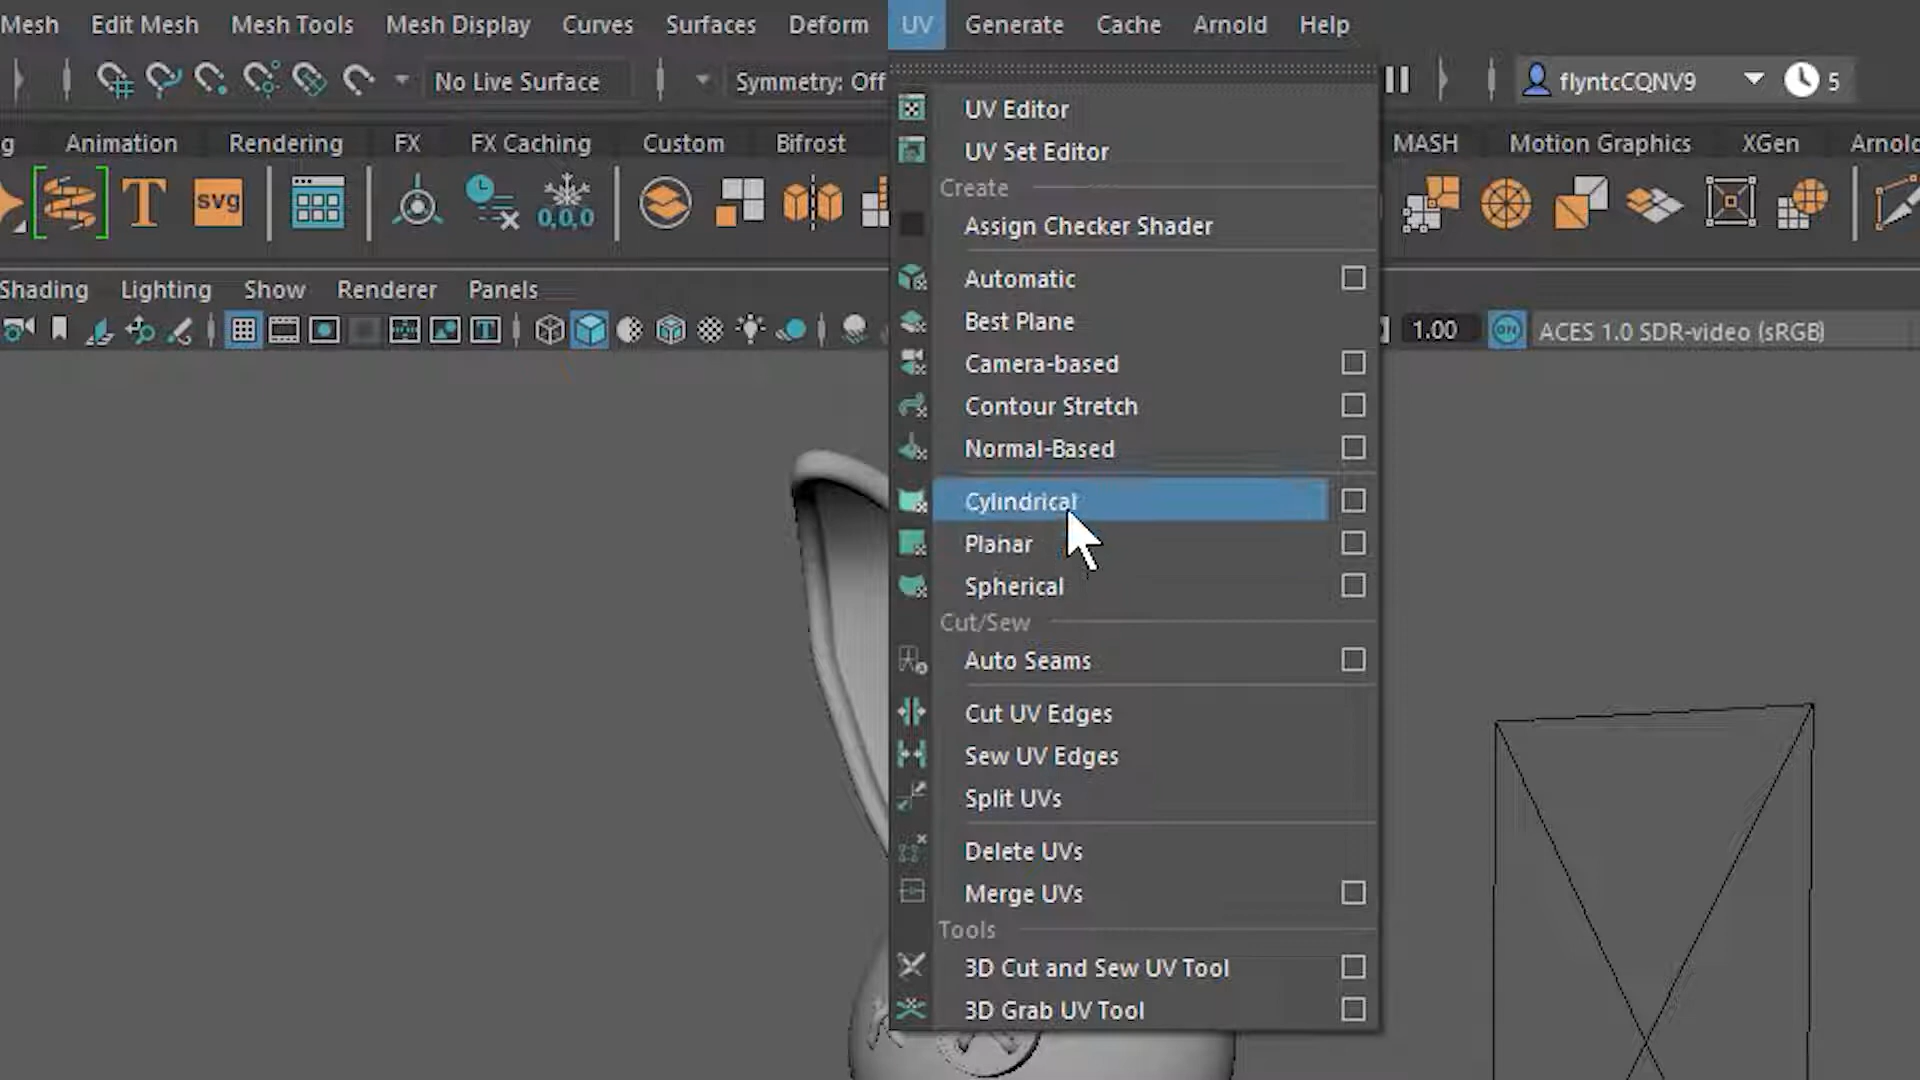 Mesh Edit Mesh Mesh Tools Mesh Display Curves Surfaces Deform UV Generate Cache Arnold Help
No Live Surface Symmetry: Off flyntcCQNV9 5
g Animation Rendering FX FX Caching Custom Bifrost MASH Motion Graphics XGen Arnold
T svg 0,0,0
Shading Lighting Show Renderer Panels
T 1.00 ON ACES 1.0 SDR-video (sRGB)
UV Editor
UV Set Editor
Create
Assign Checker Shader
Automatic
Best Plane
Camera-based
Contour Stretch
Normal-Based
Cylindrical
Planar
Spherical
Cut/Sew
Auto Seams
Cut UV Edges
Sew UV Edges
Split UVs
Delete UVs
Merge UVs
Tools
3D Cut and Sew UV Tool
3D Grab UV Tool